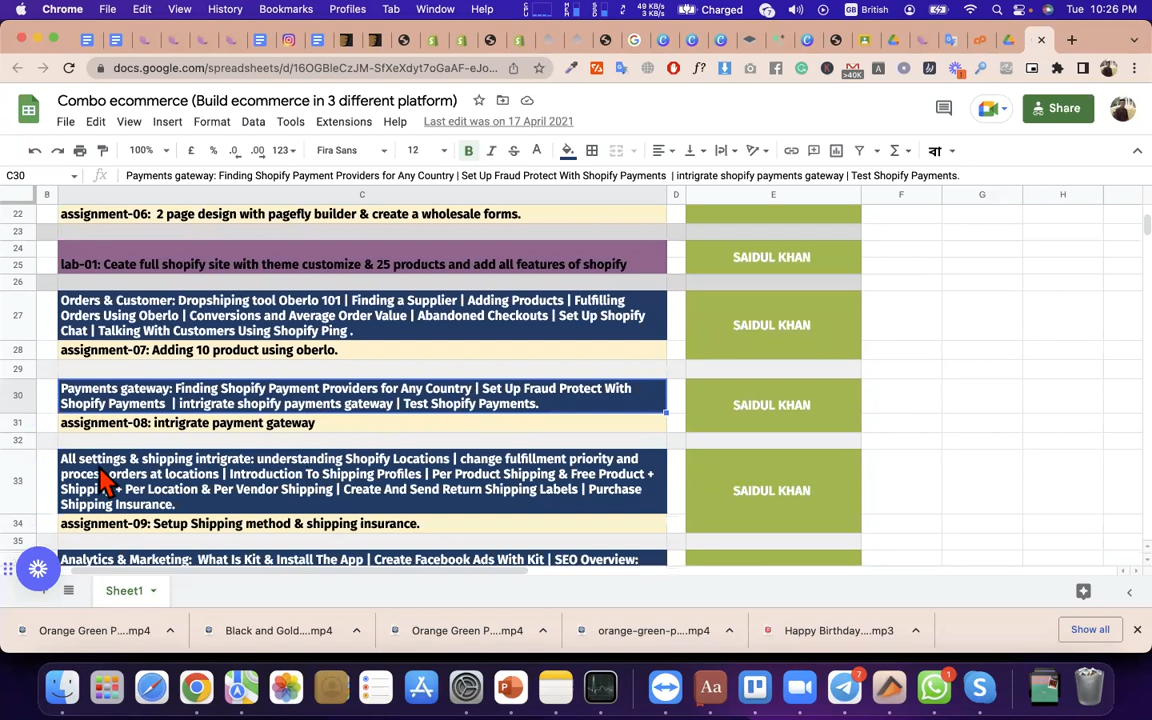 Chrome File Edit View History Bookmarks Profiles Tab Window Help 49 KB/s 3 KB/s Charged British Tue 10:26 PM
docs.google.com/spreadsheets/d/16OGBleCzJM-SfXeXdyt7oGaAF-eJo...
Combo ecommerce (Build ecommerce in 3 different platform)
Share
File Edit View Insert Format Data Tools Extensions Help Last edit was on 17 April 2021
100% £ % .0 .00 123 Fira Sans 12 B I S A Σ বা
C30 fx Payments gateway: Finding Shopify Payment Providers for Any Country | Set Up Fraud Protect With Shopify Payments | intrigrate shopify payments gateway | Test Shopify Payments.
B C D E F G H
22 assignment-06: 2 page design with pagefly builder & create a wholesale forms.
23
24
25 lab-01: Ceate full shopify site with theme customize & 25 products and add all features of shopify
SAIDUL KHAN
26
27 Orders & Customer: Dropshiping tool Oberlo 101 | Finding a Supplier | Adding Products | Fulfilling
Orders Using Oberlo | Conversions and Average Order Value | Abandoned Checkouts | Set Up Shopify
Chat | Talking With Customers Using Shopify Ping .
SAIDUL KHAN
28 assignment-07: Adding 10 product using oberlo.
29
30 Payments gateway: Finding Shopify Payment Providers for Any Country | Set Up Fraud Protect With
Shopify Payments | intrigrate shopify payments gateway | Test Shopify Payments.
SAIDUL KHAN
31 assignment-08: intrigrate payment gateway
32
33 All settings & shipping intrigrate: understanding Shopify Locations | change fulfillment priority and
process orders at locations | Introduction To Shipping Profiles | Per Product Shipping & Free Product +
Shipping + Per Location & Per Vendor Shipping | Create And Send Return Shipping Labels | Purchase
Shipping Insurance.
SAIDUL KHAN
34 assignment-09: Setup Shipping method & shipping insurance.
35
Analytics & Marketing: What Is Kit & Install The App | Create Facebook Ads With Kit | SEO Overview:
Sheet1
Orange Green P....mp4 Black and Gold....mp4 Orange Green P....mp4 orange-green-p....mp4 Happy Birthday....mp3 Show all